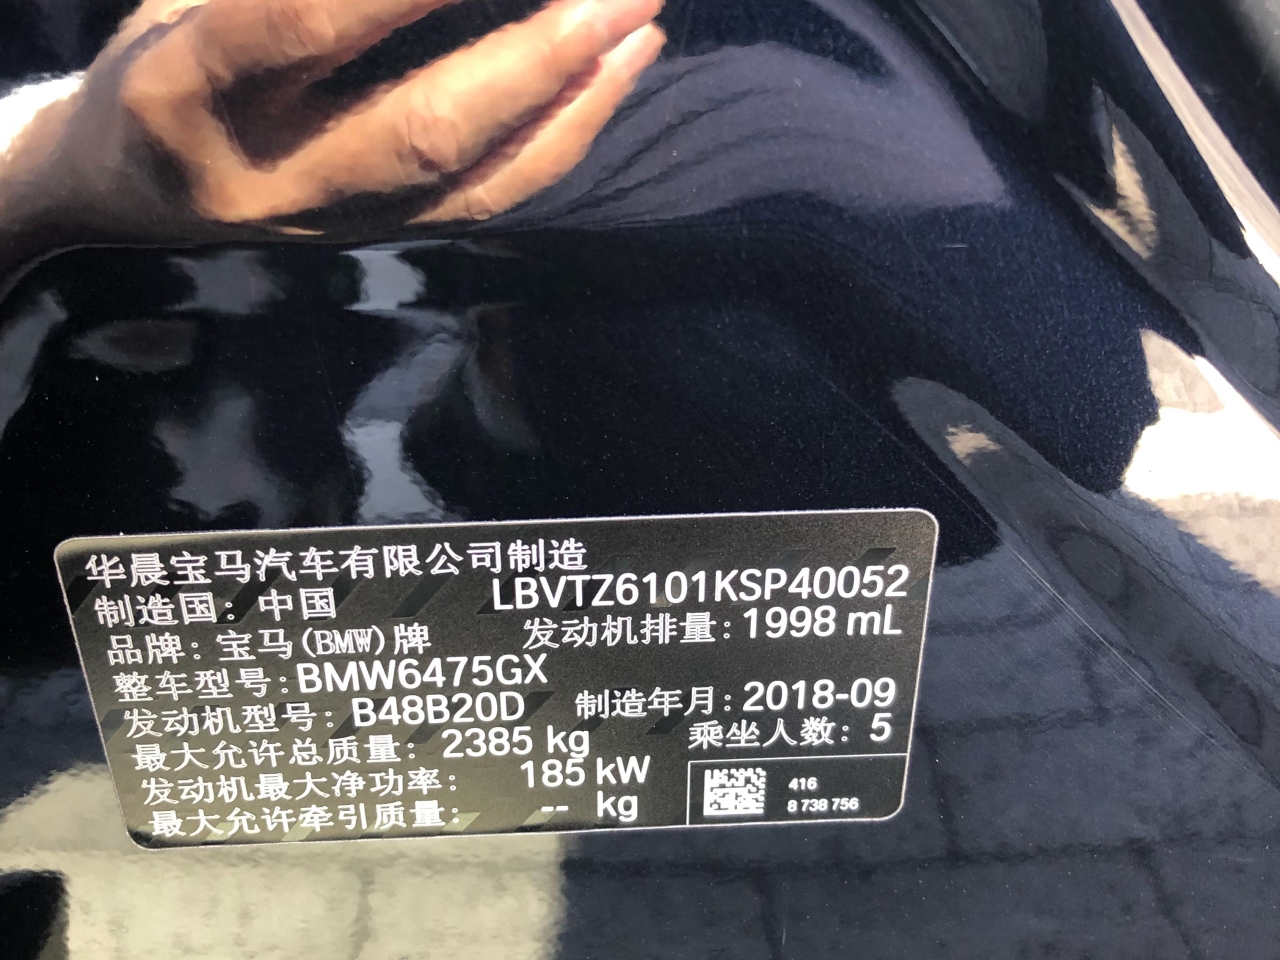 华晨宝马汽车有限公司制造
制造国：中国 LBVTZ6101KSP40052
品牌：宝马(BMW)牌 发动机排量：1998 mL
整车型号：BMW6475GX
发动机型号：B48B20D 制造年月：2018-09
最大允许总质量：2385 kg 乘坐人数：5
发动机最大净功率：185 kW
最大允许牵引质量：-- kg
416
8 738 756